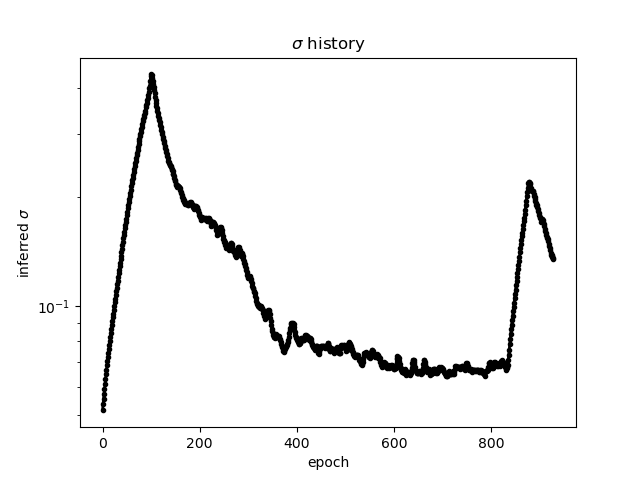 σ history
inferred σ
10⁻¹
0 200 400 600 800
epoch